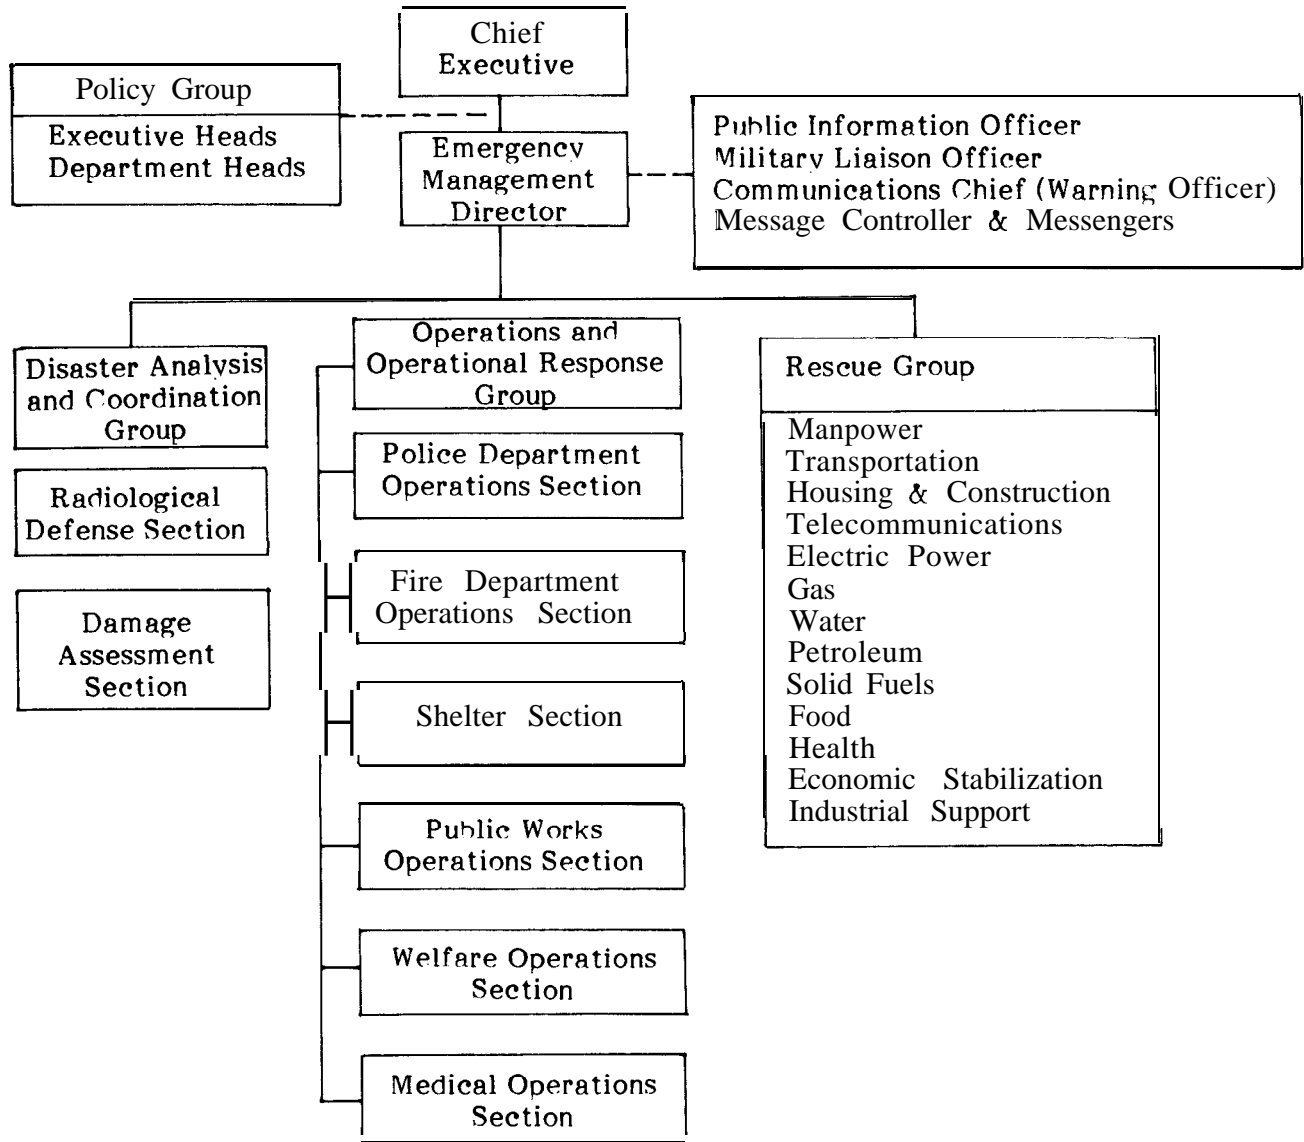 Chief
Executive
Policy Group
Executive Heads
Department Heads
Emergency
Management
Director
Public Information Officer
Military Liaison Officer
Communications Chief (Warning Officer)
Message Controller & Messengers
Disaster Analysis
and Coordination
Group
Radiological
Defense Section
Damage
Assessment
Section
Operations and
Operational Response
Group
Police Department
Operations Section
Fire Department
Operations Section
Shelter Section
Public Works
Operations Section
Welfare Operations
Section
Medical Operations
Section
Rescue Group
Manpower
Transportation
Housing & Construction
Telecommunications
Electric Power
Gas
Water
Petroleum
Solid Fuels
Food
Health
Economic Stabilization
Industrial Support